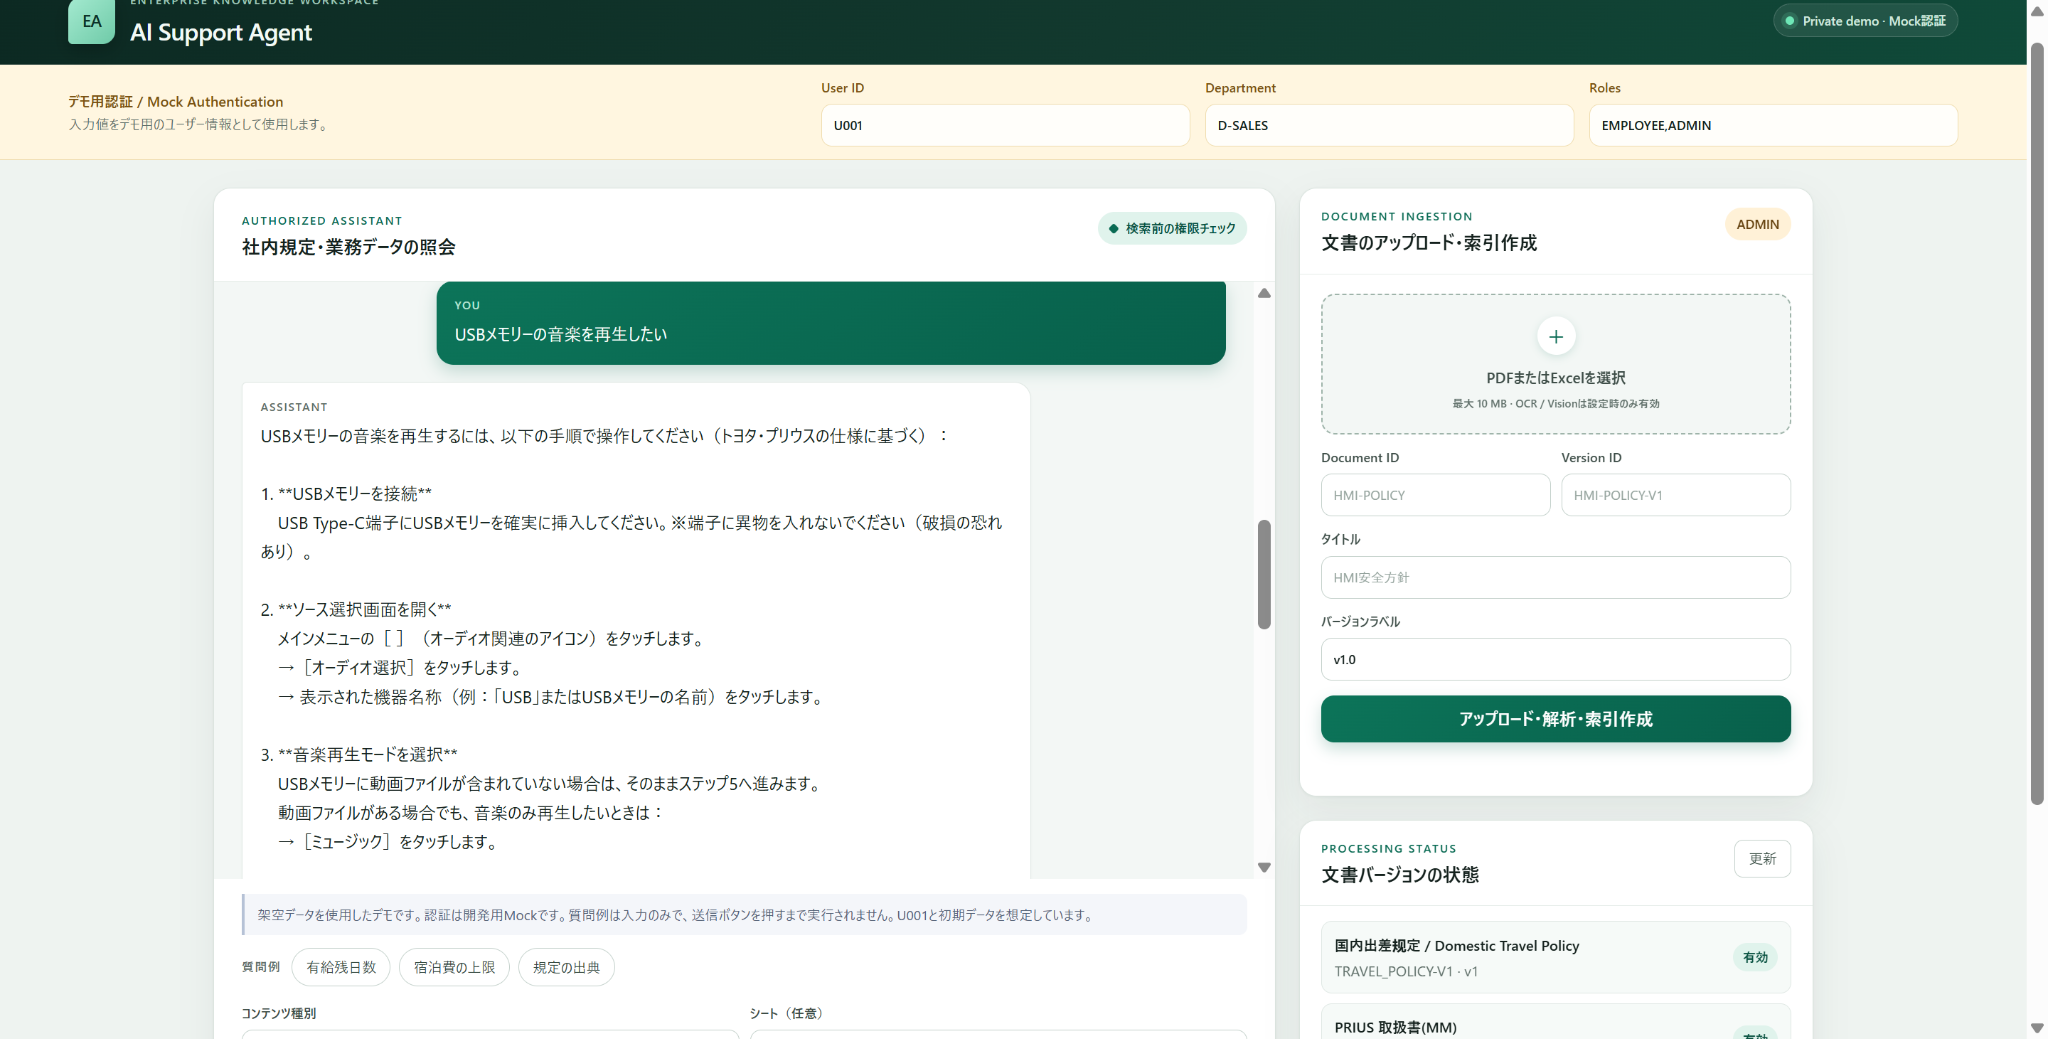 EA
ENTERPRISE KNOWLEDGE WORKSPACE
AI Support Agent
Private demo · Mock認証
デモ用認証 / Mock Authentication
入力値をデモ用のユーザー情報として使用します。
User ID
U001
Department
D-SALES
Roles
EMPLOYEE,ADMIN
AUTHORIZED ASSISTANT
社内規定・業務データの照会
検索前の権限チェック
YOU
USBメモリーの音楽を再生したい
ASSISTANT
USBメモリーの音楽を再生するには、以下の手順で操作してください（トヨタ・プリウスの仕様に基づく）：
1. **USBメモリーを接続**
USB Type-C端子にUSBメモリーを確実に挿入してください。※端子に異物を入れないでください（破損の恐れ
あり）。
2. **ソース選択画面を開く**
メインメニューの［ ］（オーディオ関連のアイコン）をタッチします。
→［オーディオ選択］をタッチします。
→ 表示された機器名称（例：「USB」またはUSBメモリーの名前）をタッチします。
3. **音楽再生モードを選択**
USBメモリーに動画ファイルが含まれていない場合は、そのままステップ5へ進みます。
動画ファイルがある場合でも、音楽のみ再生したいときは：
→［ミュージック］をタッチします。
架空データを使用したデモです。認証は開発用Mockです。質問例は入力のみで、送信ボタンを押すまで実行されません。U001と初期データを想定しています。
質問例
有給残日数
宿泊費の上限
規定の出典
コンテンツ種別
シート（任意）
DOCUMENT INGESTION
文書のアップロード・索引作成
ADMIN
+
PDFまたはExcelを選択
最大 10 MB · OCR / Visionは設定時のみ有効
Document ID
HMI-POLICY
Version ID
HMI-POLICY-V1
タイトル
HMI安全方針
バージョンラベル
v1.0
アップロード・解析・索引作成
PROCESSING STATUS
文書バージョンの状態
更新
国内出差規定 / Domestic Travel Policy
TRAVEL_POLICY-V1 · v1
有効
PRIUS 取扱書(MM)
有効